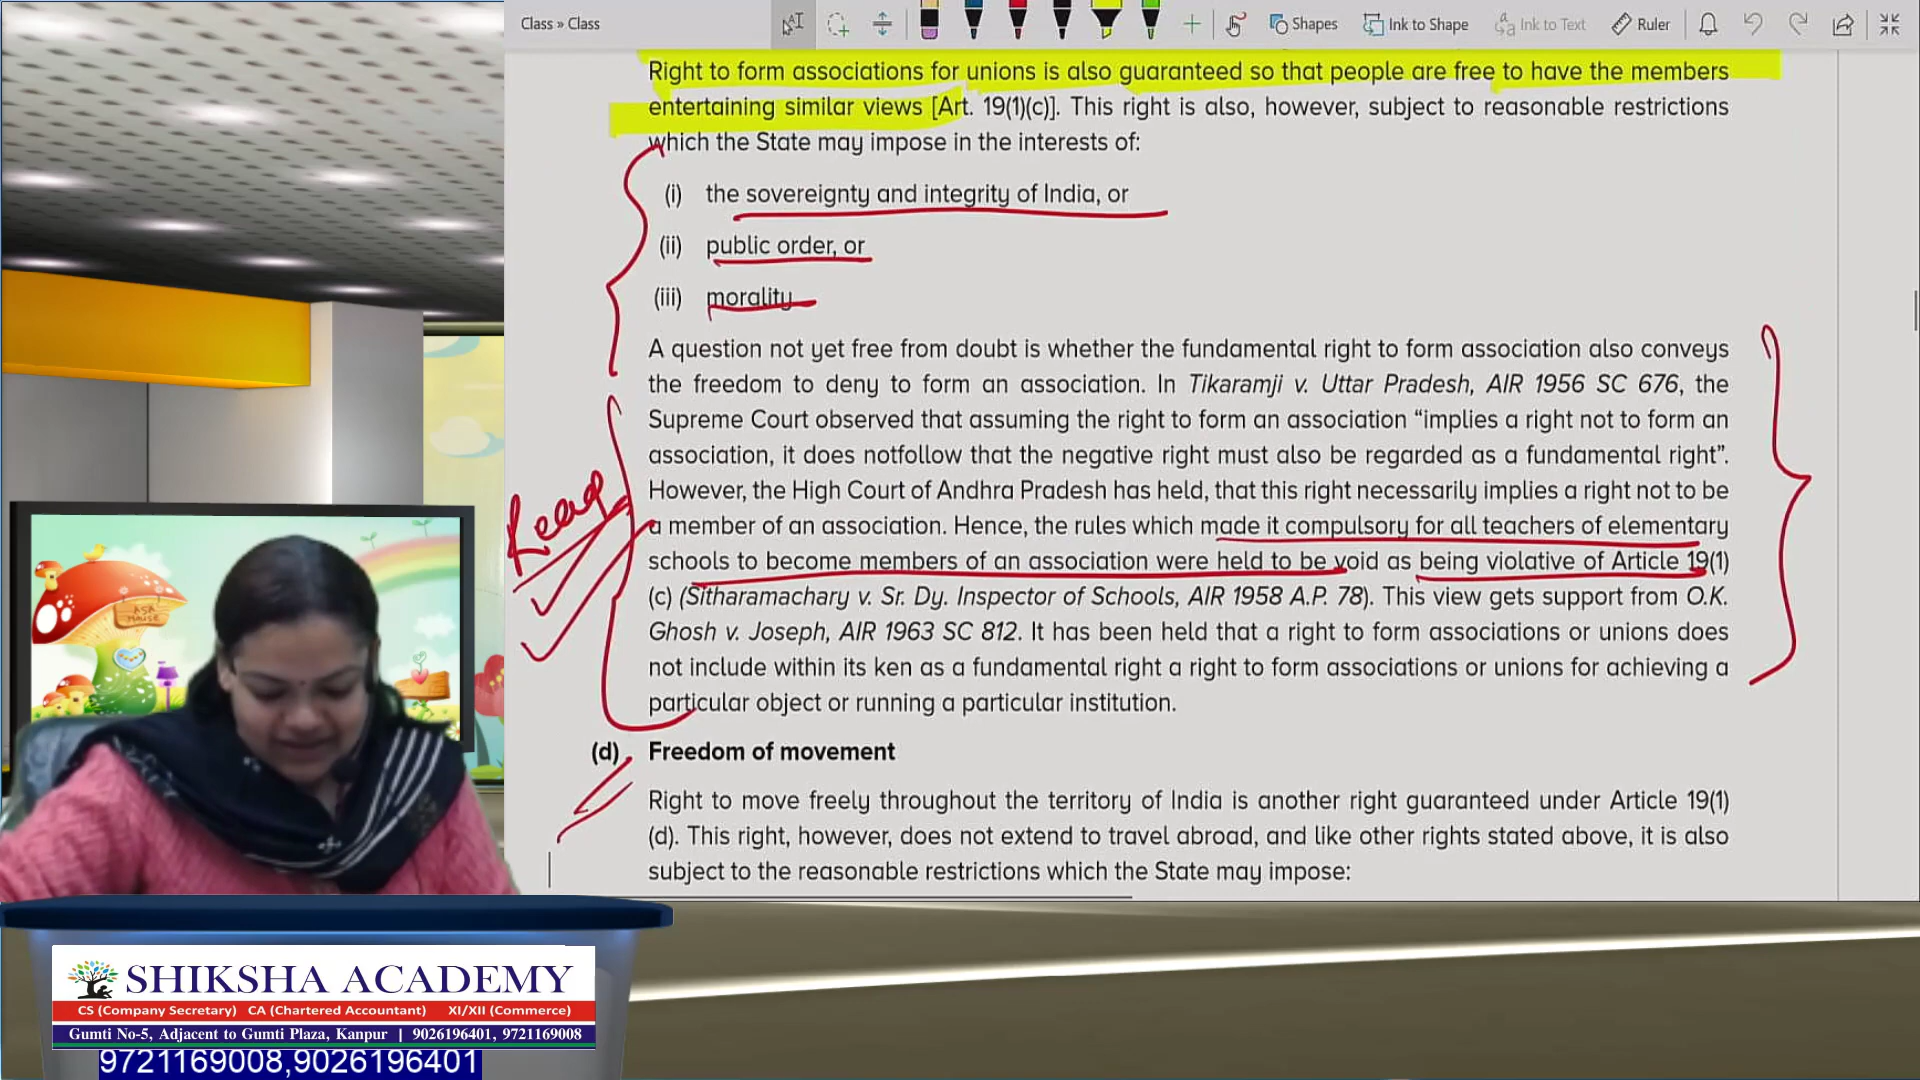 Class » Class
Shapes
Ink to Shape
Ink to Text
Ruler
Right to form associations for unions is also guaranteed so that people are free to have the members
entertaining similar views [Art. 19(1)(c)]. This right is also, however, subject to reasonable restrictions
which the State may impose in the interests of:
(i) the sovereignty and integrity of India, or
(ii) public order, or
(iii) morality
A question not yet free from doubt is whether the fundamental right to form association also conveys
the freedom to deny to form an association. In Tikaramji v. Uttar Pradesh, AIR 1956 SC 676, the
Supreme Court observed that assuming the right to form an association “implies a right not to form an
association, it does notfollow that the negative right must also be regarded as a fundamental right”.
However, the High Court of Andhra Pradesh has held, that this right necessarily implies a right not to be
a member of an association. Hence, the rules which made it compulsory for all teachers of elementary
schools to become members of an association were held to be void as being violative of Article 19(1)
(c) (Sitharamachary v. Sr. Dy. Inspector of Schools, AIR 1958 A.P. 78). This view gets support from O.K.
Ghosh v. Joseph, AIR 1963 SC 812. It has been held that a right to form associations or unions does
not include within its ken as a fundamental right a right to form associations or unions for achieving a
particular object or running a particular institution.
Read
(d) Freedom of movement
Right to move freely throughout the territory of India is another right guaranteed under Article 19(1)
(d). This right, however, does not extend to travel abroad, and like other rights stated above, it is also
subject to the reasonable restrictions which the State may impose:
SHIKSHA ACADEMY
CS (Company Secretary) CA (Chartered Accountant) XI/XII (Commerce)
Gumti No-5, Adjacent to Gumti Plaza, Kanpur | 9026196401, 9721169008
9721169008,9026196401